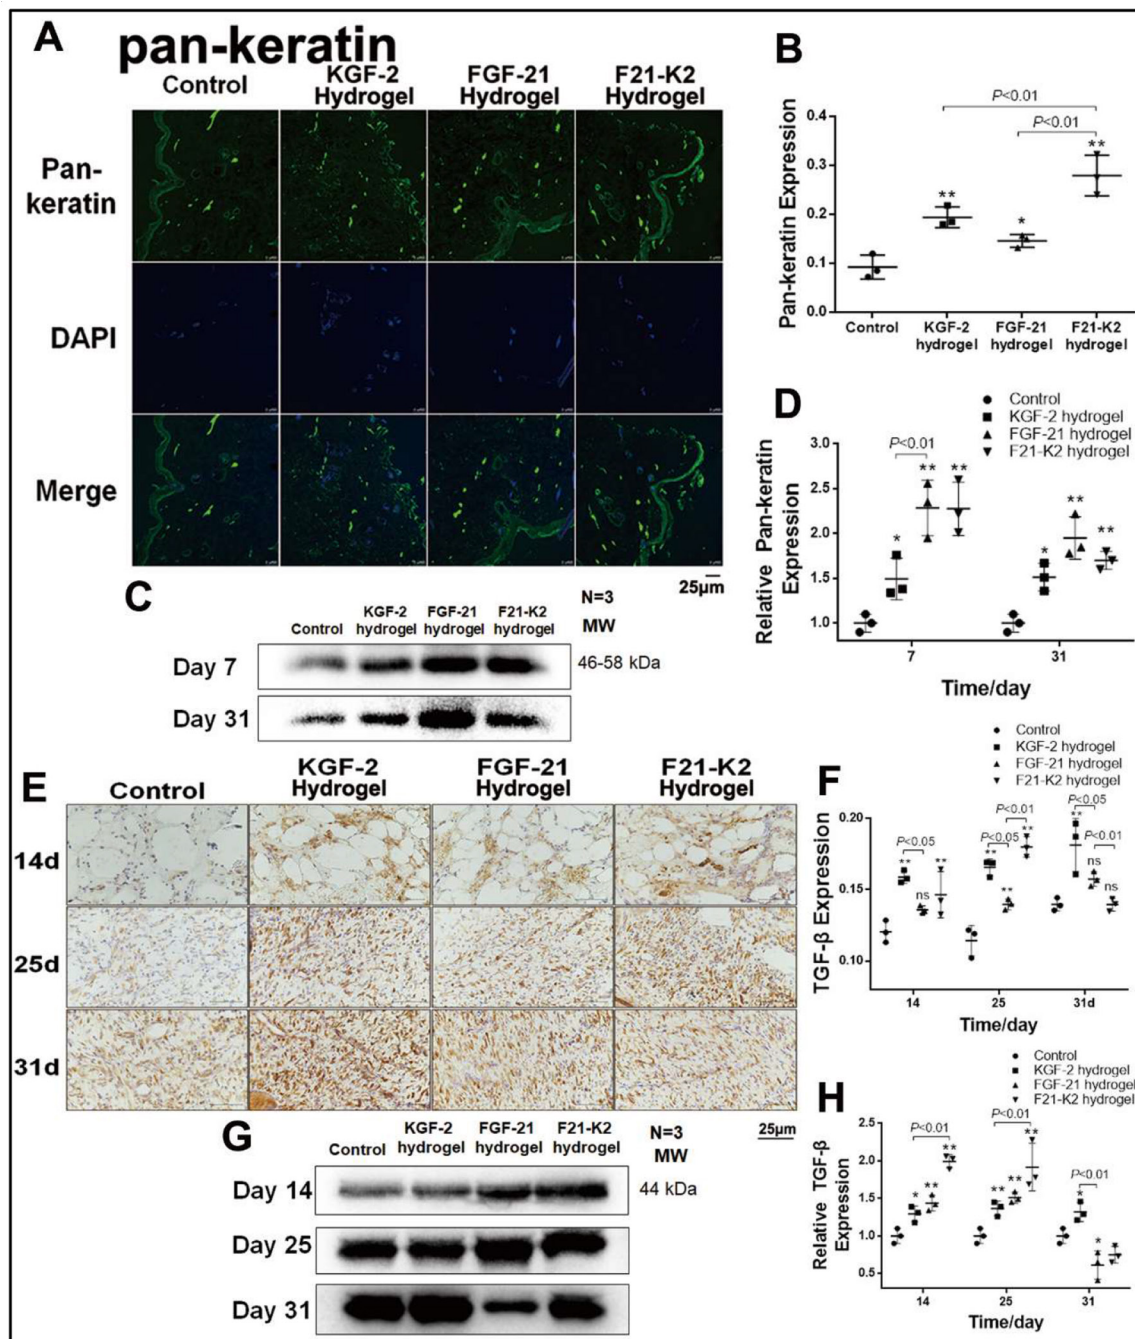 A
pan-keratin
Control
KGF-2
Hydrogel
FGF-21
Hydrogel
F21-K2
Hydrogel
Pan-
keratin
DAPI
Merge
25μm
B
P<0.01
P<0.01
Pan-keratin Expression
0.4
0.3
0.2
0.1
0.0
**
*
**
Control
KGF-2
hydrogel
FGF-21
hydrogel
F21-K2
hydrogel
C
N=3
MW
Control
KGF-2
hydrogel
FGF-21
hydrogel
F21-K2
hydrogel
Day 7
46-58 kDa
Day 31
D
Control
KGF-2 hydrogel
FGF-21 hydrogel
F21-K2 hydrogel
Relative Pan-keratin
Expression
3.0
2.5
2.0
1.5
1.0
P<0.01
*
**
**
*
**
**
7
31
Time/day
E
Control
KGF-2
Hydrogel
FGF-21
Hydrogel
F21-K2
Hydrogel
14d
25d
31d
25μm
F
Control
KGF-2 hydrogel
FGF-21 hydrogel
F21-K2 hydrogel
TGF-β Expression
0.20
0.15
0.10
P<0.05
**
ns
**
P<0.01
P<0.05
**
**
**
P<0.05
**
P<0.01
ns
ns
14
25
31d
Time/day
G
Control
KGF-2
hydrogel
FGF-21
hydrogel
F21-K2
hydrogel
N=3
MW
Day 14
44 kDa
Day 25
Day 31
H
Control
KGF-2 hydrogel
FGF-21 hydrogel
F21-K2 hydrogel
Relative TGF-β
Expression
2.5
2.0
1.5
1.0
0.5
P<0.01
*
**
**
P<0.01
**
**
**
P<0.01
*
*
14
25
31
Time/day